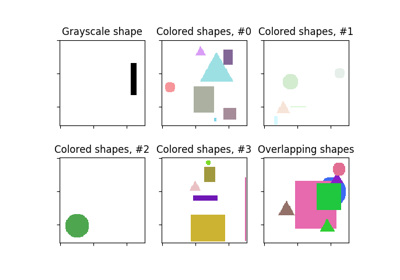 Grayscale shape
Colored shapes, #0
Colored shapes, #1
Colored shapes, #2
Colored shapes, #3
Overlapping shapes